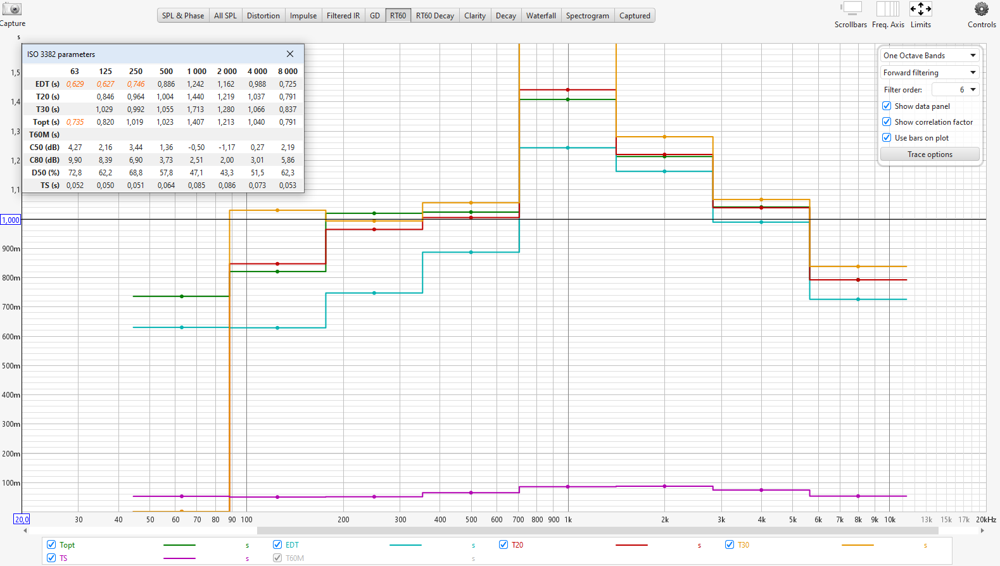 Capture
SPL & Phase All SPL Distortion Impulse Filtered IR GD RT60 RT60 Decay Clarity Decay Waterfall Spectrogram Captured
Scrollbars Freq. Axis Limits Controls
s
ISO 3382 parameters
63 125 250 500 1 000 2 000 4 000 8 000
EDT (s) 0,629 0,627 0,746 0,886 1,242 1,162 0,988 0,725
T20 (s) 0,846 0,964 1,004 1,440 1,219 1,037 0,791
T30 (s) 1,029 0,992 1,055 1,713 1,280 1,066 0,837
Topt (s) 0,735 0,820 1,019 1,023 1,407 1,213 1,040 0,791
T60M (s)
C50 (dB) 4,27 2,16 3,44 1,36 -0,50 -1,17 0,27 2,19
C80 (dB) 9,90 8,39 6,90 3,73 2,51 2,00 3,01 5,86
D50 (%) 72,8 62,2 68,8 57,8 47,1 43,3 51,5 62,3
TS (s) 0,052 0,050 0,051 0,064 0,085 0,086 0,073 0,053
One Octave Bands
Forward filtering
Filter order: 6
Show data panel
Show correlation factor
Use bars on plot
Trace options
1,5
1,4
1,3
1,2
1,1
1,000
900m
800m
700m
600m
500m
400m
300m
200m
100m
20,0 30 40 50 60 70 80 90 100 200 300 400 500 600 700 800 900 1k 2k 3k 4k 5k 6k 7k 8k 9k 10k 13k 15k 17k 20kHz
Topt s EDT s T20 s T30 s
TS s T60M s